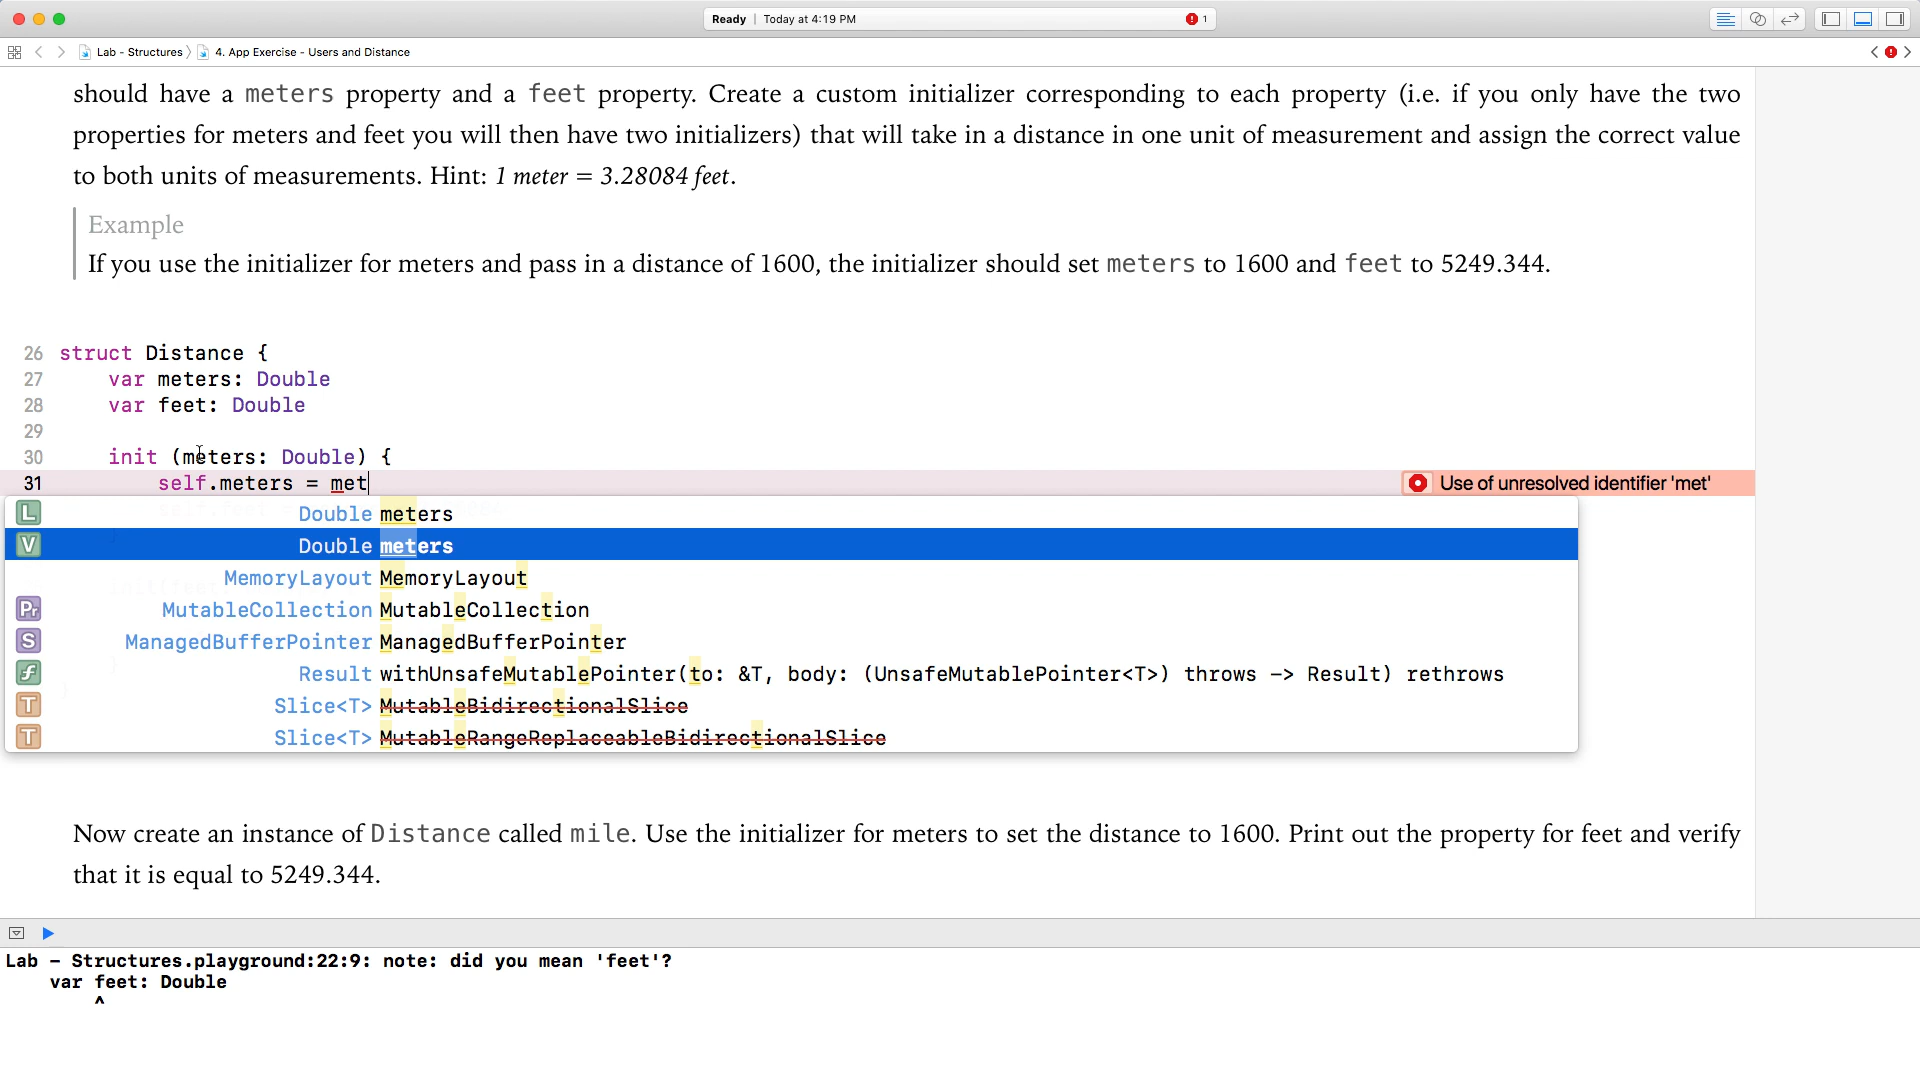 Ready | Today at 4:19 PM
1
Lab - Structures
4. App Exercise - Users and Distance
should have a meters property and a feet property. Create a custom initializer corresponding to each property (i.e. if you only have the two
properties for meters and feet you will then have two initializers) that will take in a distance in one unit of measurement and assign the correct value
to both units of measurements. Hint: 1 meter = 3.28084 feet.
Example
If you use the initializer for meters and pass in a distance of 1600, the initializer should set meters to 1600 and feet to 5249.344.
26 struct Distance {
27 var meters: Double
28 var feet: Double
29
30 init (meters: Double) {
31 self.meters = met
Use of unresolved identifier 'met'
L Double meters
V Double meters
MemoryLayout MemoryLayout
Pr MutableCollection MutableCollection
S ManagedBufferPointer ManagedBufferPointer
f Result withUnsafeMutablePointer(to: &T, body: (UnsafeMutablePointer<T>) throws -> Result) rethrows
T Slice<T> MutableBidirectionalSlice
T Slice<T> MutableRangeReplaceableBidirectionalSlice
Now create an instance of Distance called mile. Use the initializer for meters to set the distance to 1600. Print out the property for feet and verify
that it is equal to 5249.344.
Lab - Structures.playground:22:9: note: did you mean 'feet'?
var feet: Double
^